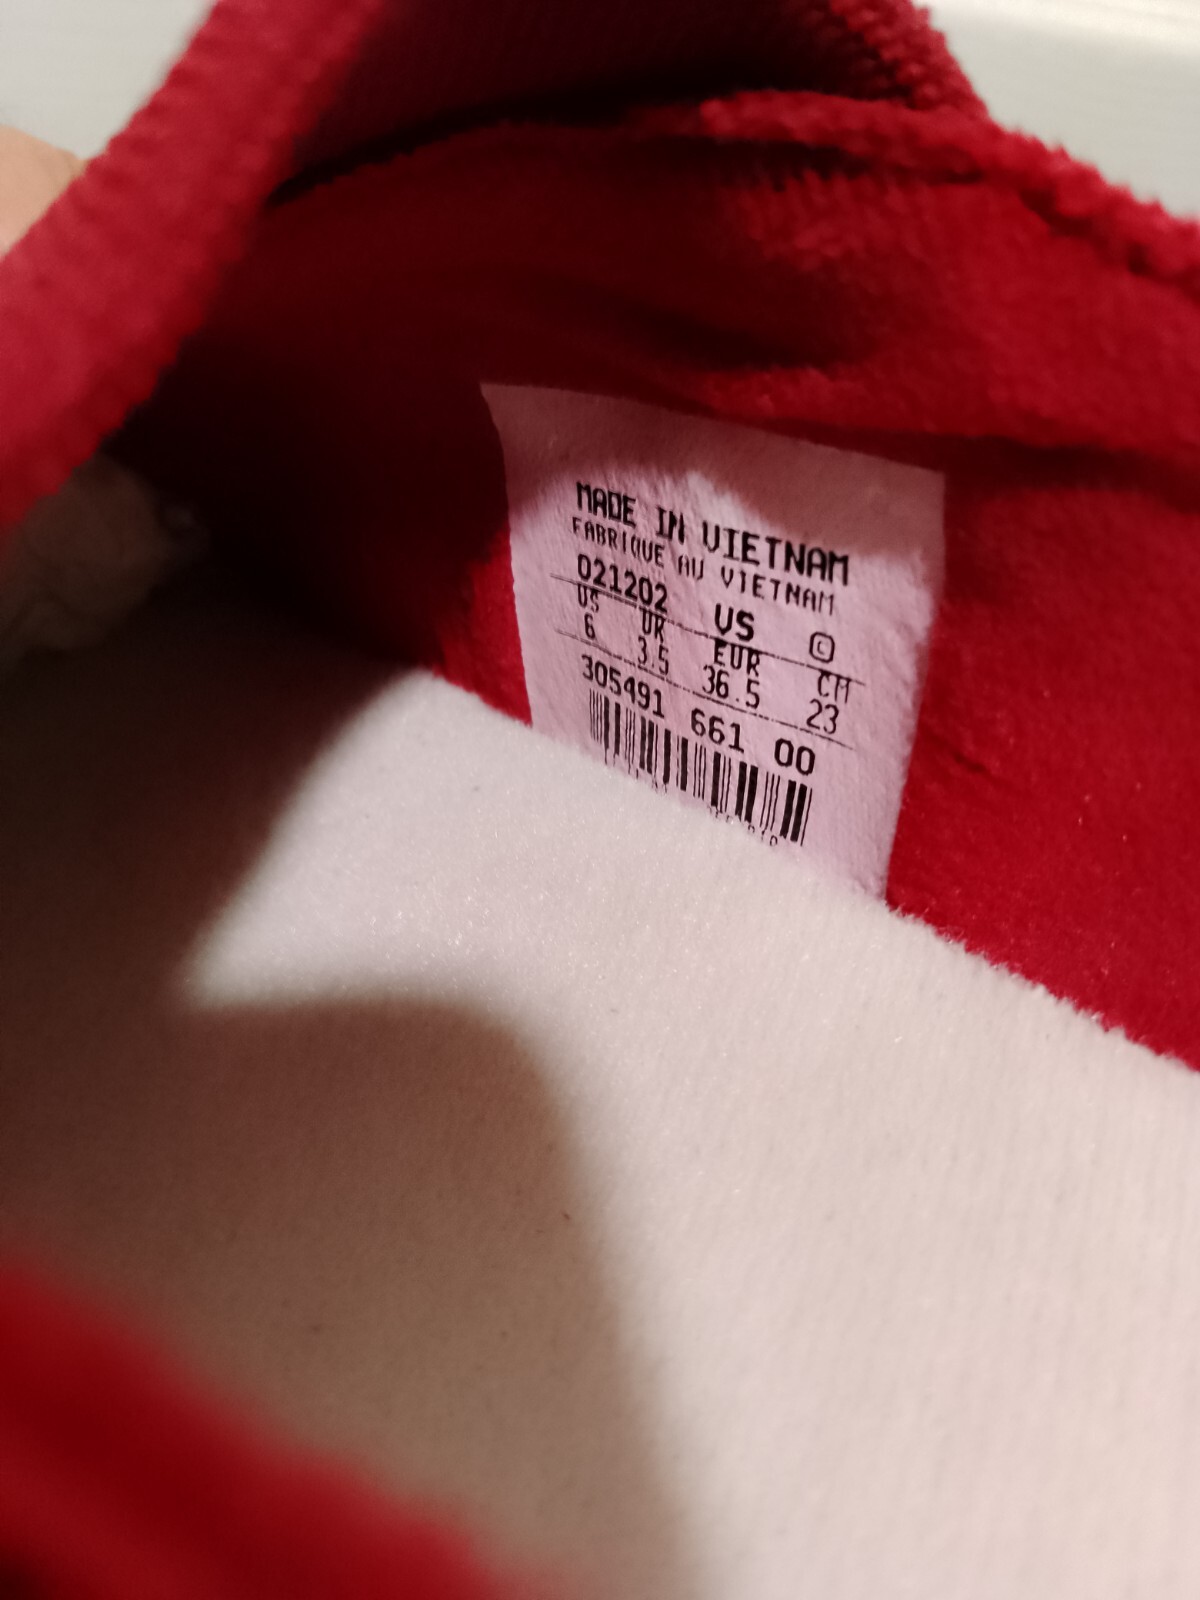 MADE IN VIETNAM
FABRIQUE AU VIETNAM
021202 VS ©
US UK EUR CM
6 3.5 36.5 23
305491 661 00